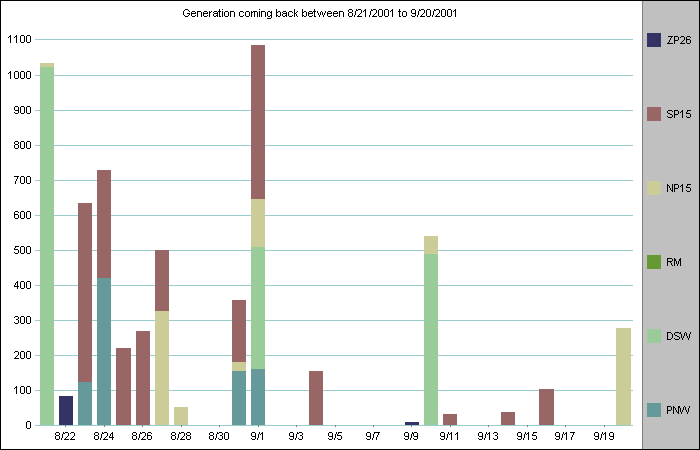 Generation coming back between 8/21/2001 to 9/20/2001
1100
1000
900
800
700
600
500
400
300
200
100
0
8/22 8/24 8/26 8/28 8/30 9/1 9/3 9/5 9/7 9/9 9/11 9/13 9/15 9/17 9/19
ZP26
SP15
NP15
RM
DSW
PNW